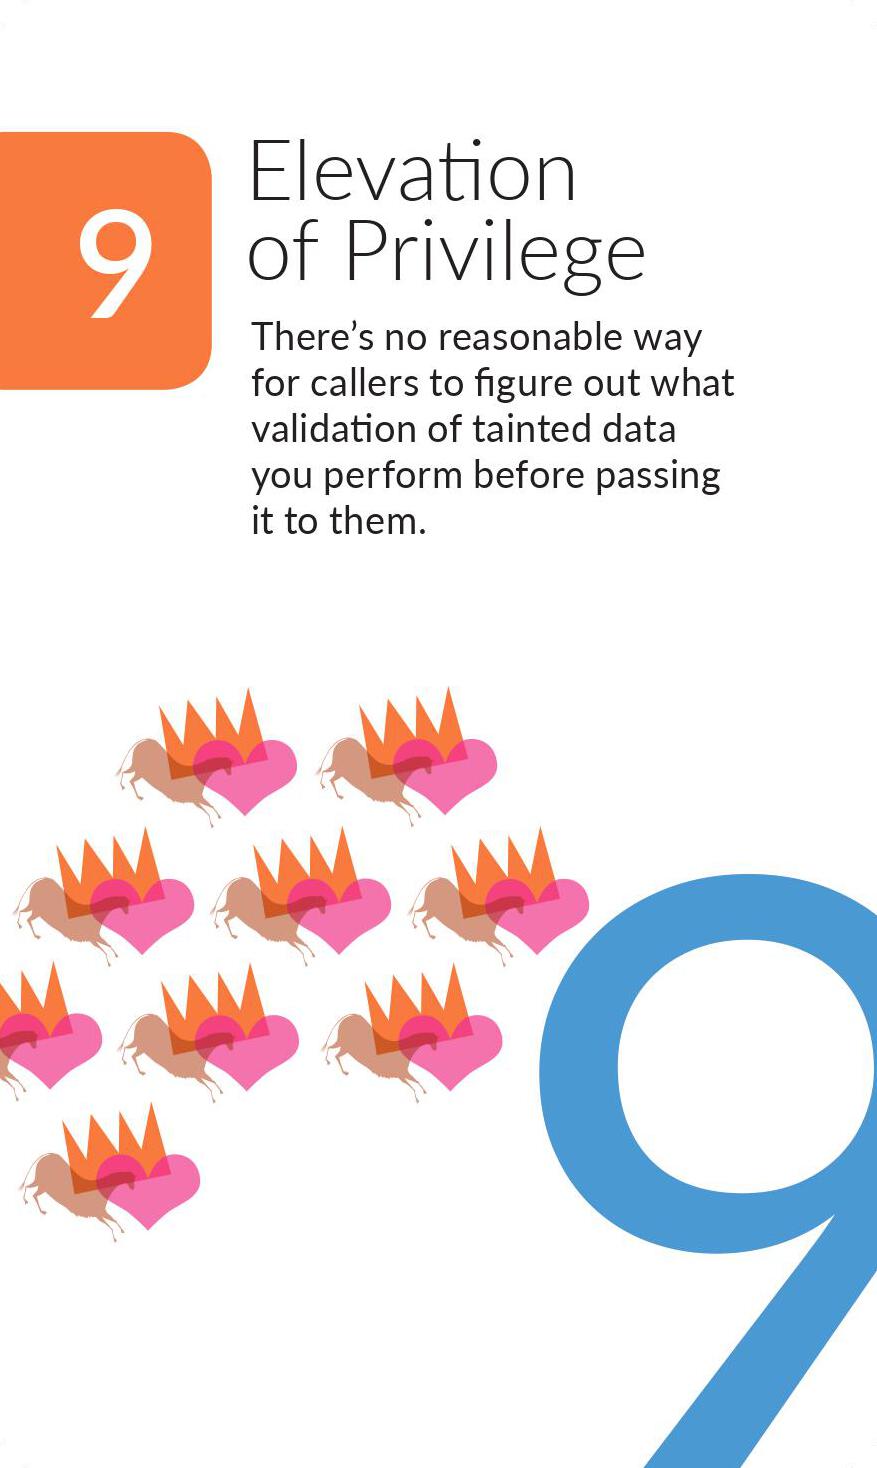 9
Elevation
of Privilege
There’s no reasonable way
for callers to figure out what
validation of tainted data
you perform before passing
it to them.
9